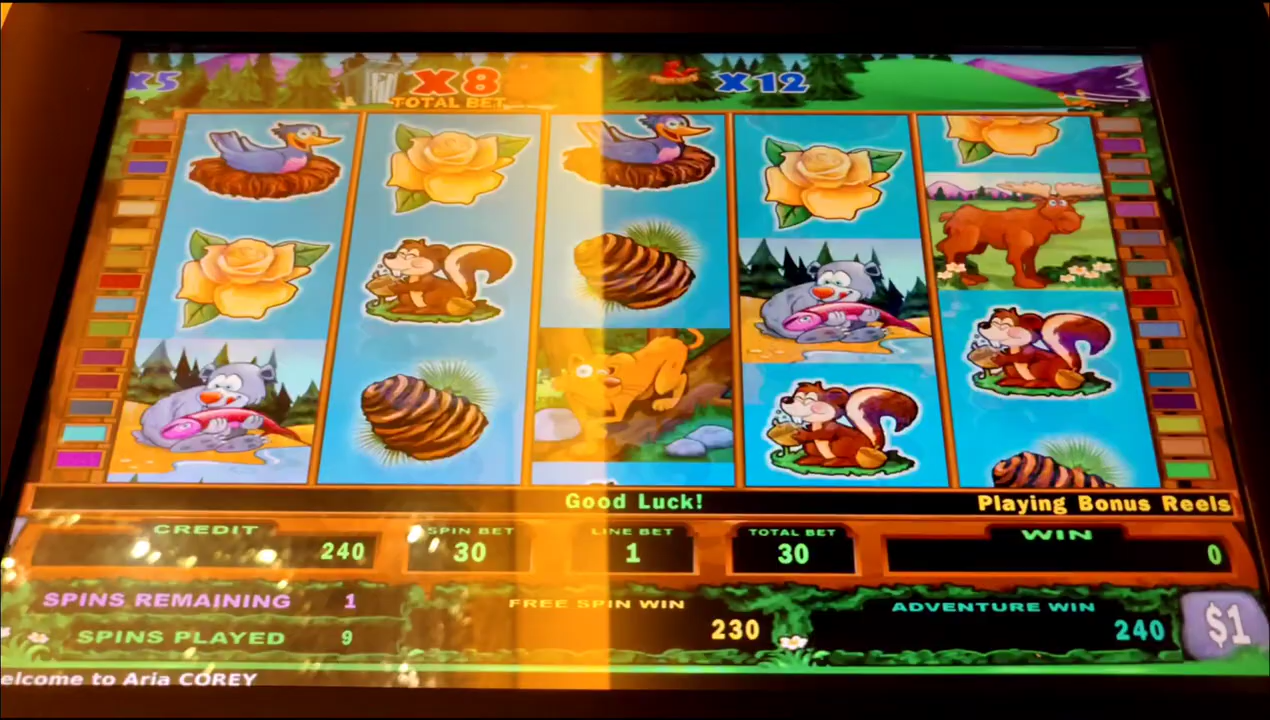 X5 X8 X12
TOTAL BET
Good Luck! Playing Bonus Reels
CREDIT SPIN BET LINE BET TOTAL BET WIN
240 30 1 30 0
SPINS REMAINING 1 FREE SPIN WIN ADVENTURE WIN $1
SPINS PLAYED 9 230 240
elcome to Aria COREY